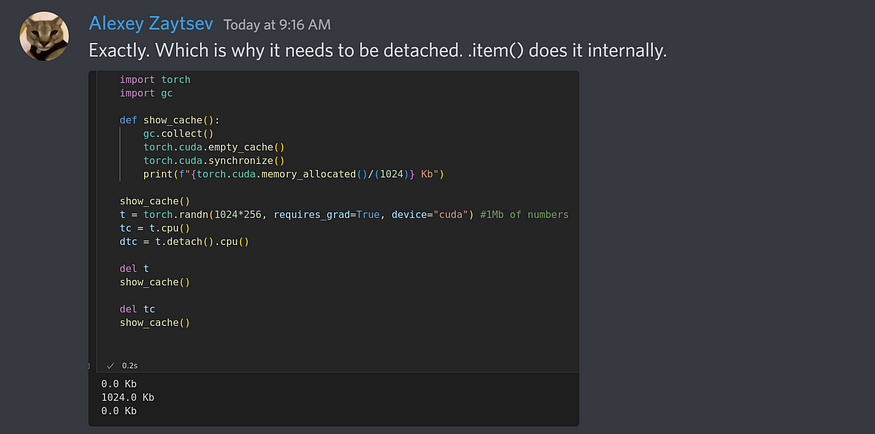 Alexey Zaytsev Today at 9:16 AM
Exactly. Which is why it needs to be detached. .item() does it internally.
import torch
import gc
def show_cache():
gc.collect()
torch.cuda.empty_cache()
torch.cuda.synchronize()
print(f"{torch.cuda.memory_allocated()/(1024)} Kb")
show_cache()
t = torch.randn(1024*256, requires_grad=True, device="cuda") #1Mb of numbers
tc = t.cpu()
dtc = t.detach().cpu()
del t
show_cache()
del tc
show_cache()
✓ 0.2s
0.0 Kb
1024.0 Kb
0.0 Kb